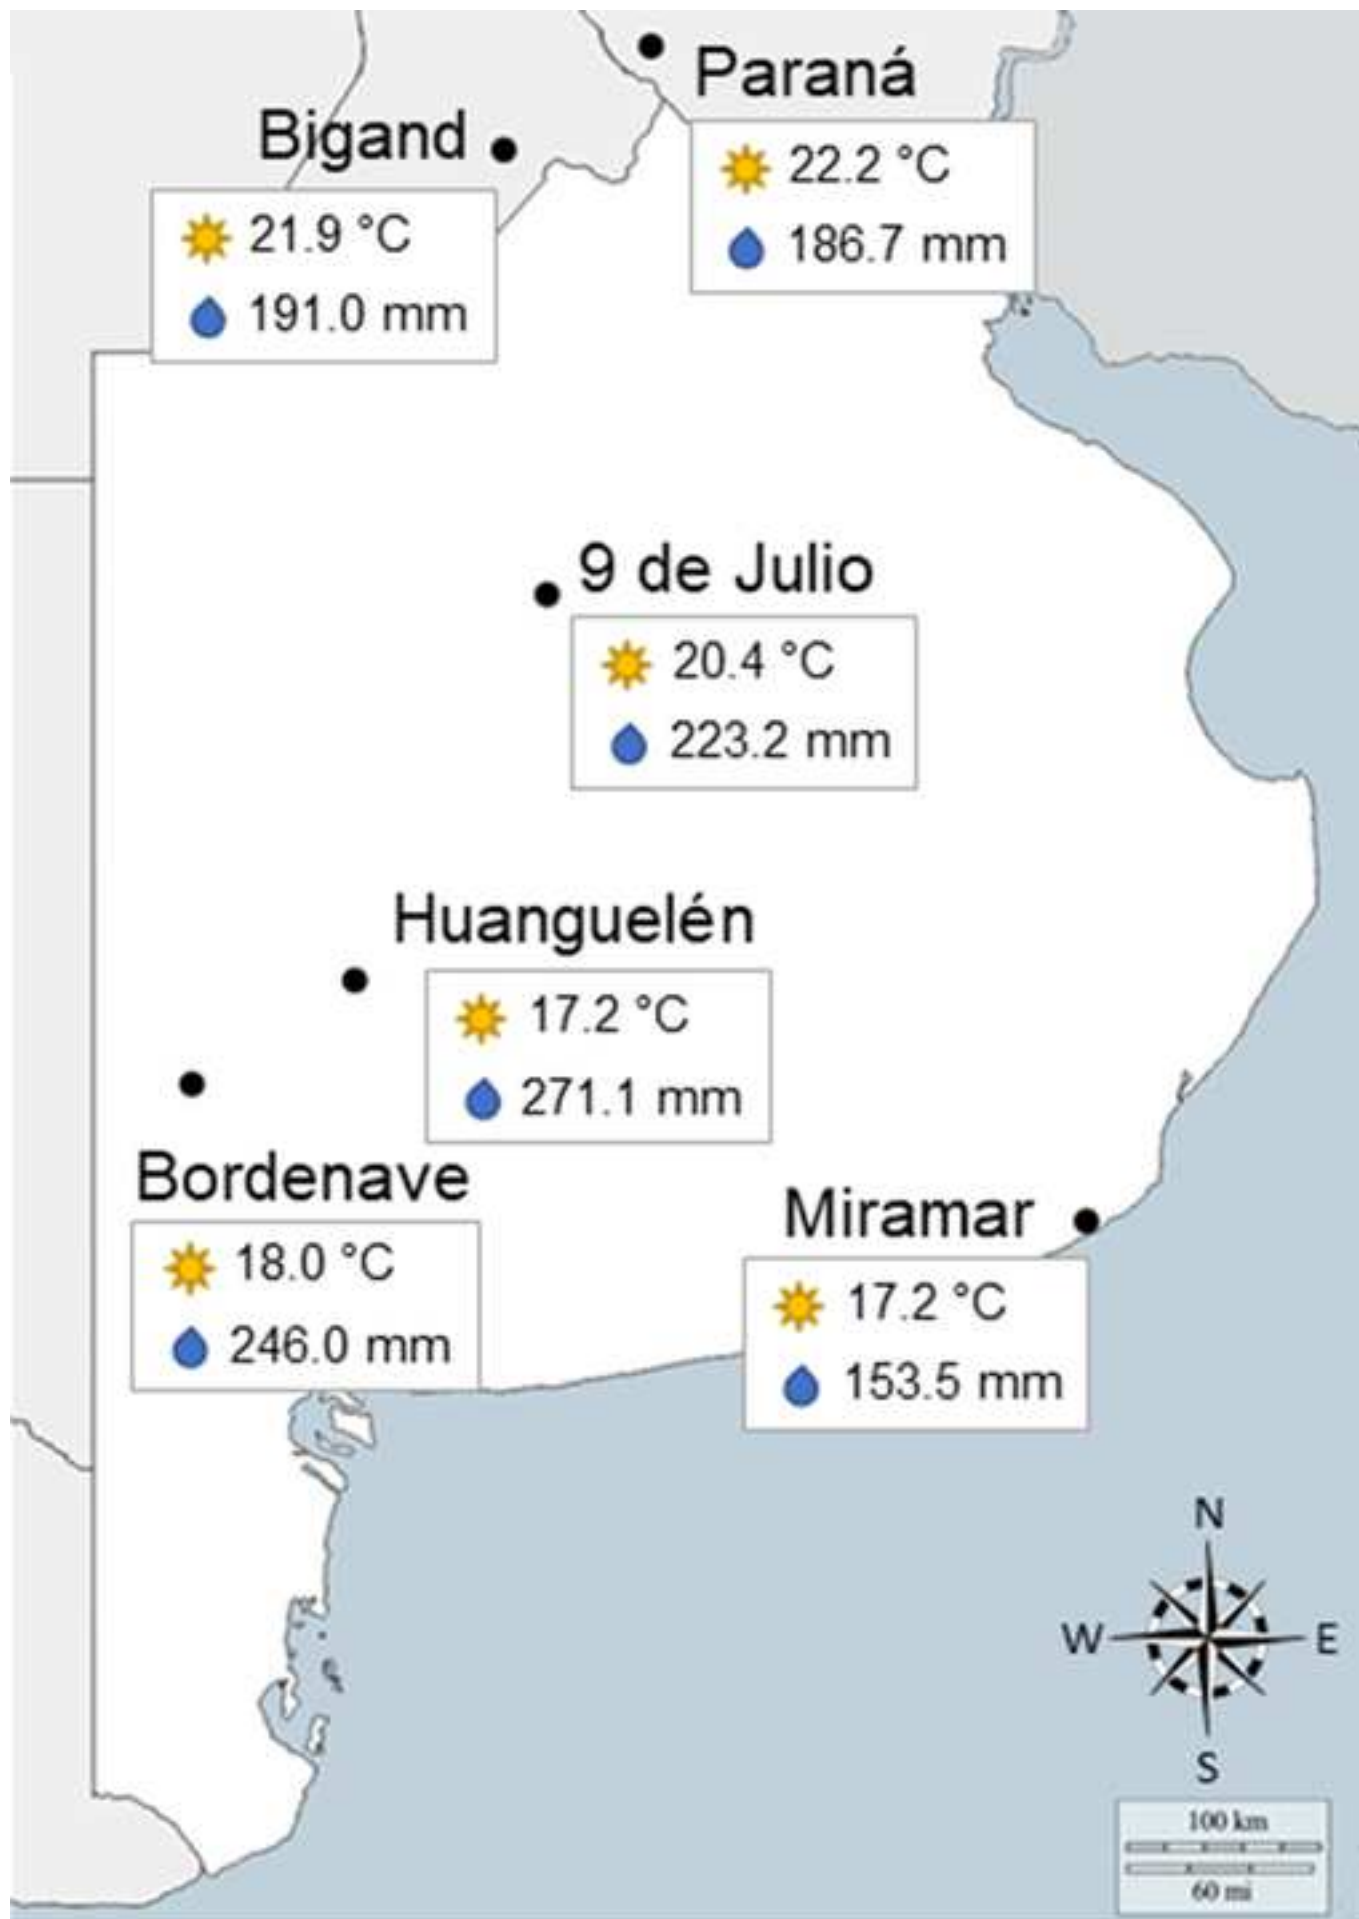 Paraná
22.2 °C
186.7 mm
Bigand
21.9 °C
191.0 mm
9 de Julio
20.4 °C
223.2 mm
Huanguelén
17.2 °C
271.1 mm
Bordenave
18.0 °C
246.0 mm
Miramar
17.2 °C
153.5 mm
N
W
E
S
100 km
60 mi